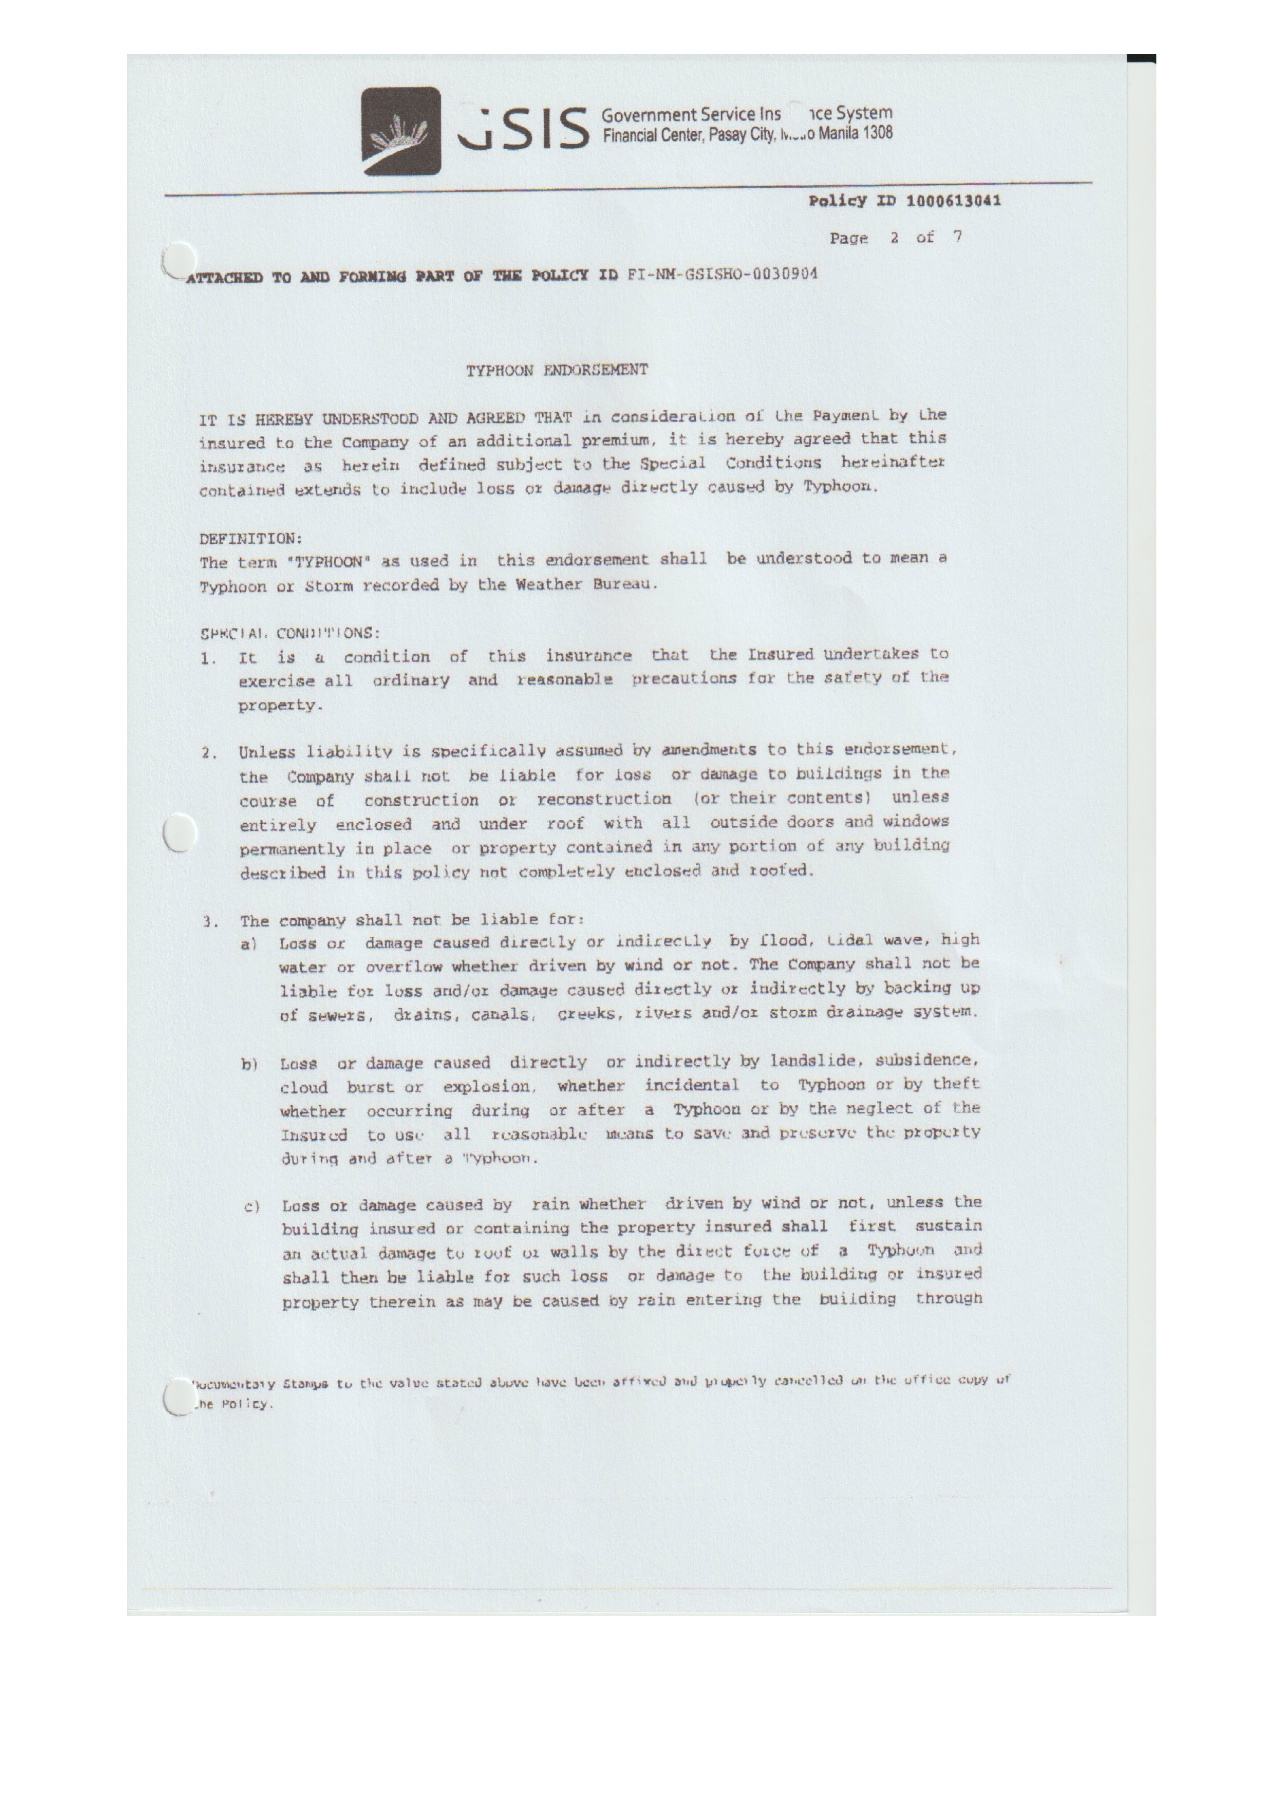 GSIS Government Service Ins nce System
Financial Center, Pasay City, Manila 1308
Policy ID 1000613041
Page 2 of 7
ATTACHED TO AND FORMING PART OF THE POLICY ID FI-NM-GSISHO-0030904
TYPHOON ENDORSEMENT
IT IS HEREBY UNDERSTOOD AND AGREED THAT in consideration of the Payment by the
insured to the Company of an additional premium, it is hereby agreed that this
insurance as herein defined subject to the Special Conditions hereinafter
contained extends to include loss or damage directly caused by Typhoon.
DEFINITION:
The term "TYPHOON" as used in this endorsement shall be understood to mean a
Typhoon or Storm recorded by the Weather Bureau.
SPECIAL CONDITIONS:
1. It is a condition of this insurance that the Insured undertakes to
exercise all ordinary and reasonable precautions for the safety of the
property.
2. Unless liability is specifically assumed by amendments to this endorsement,
the Company shall not be liable for loss or damage to buildings in the
course of construction or reconstruction (or their contents) unless
entirely enclosed and under roof with all outside doors and windows
permanently in place or property contained in any portion of any building
described in this policy not completely enclosed and roofed.
3. The company shall not be liable for:
a) Loss or damage caused directly or indirectly by flood, tidal wave, high
water or overflow whether driven by wind or not. The Company shall not be
liable for loss and/or damage caused directly or indirectly by backing up
of sewers, drains, canals, creeks, rivers and/or storm drainage system.
b) Loss or damage caused directly or indirectly by landslide, subsidence,
cloud burst or explosion, whether incidental to Typhoon or by theft
whether occurring during or after a Typhoon or by the neglect of the
Insured to use all reasonable means to save and preserve the property
during and after a Typhoon.
c) Loss or damage caused by rain whether driven by wind or not, unless the
building insured or containing the property insured shall first sustain
an actual damage to roof or walls by the direct force of a Typhoon and
shall then be liable for such loss or damage to the building or insured
property therein as may be caused by rain entering the building through
Documentary Stamps to the value stated above have been affixed and properly cancelled on the office copy of
the Policy.